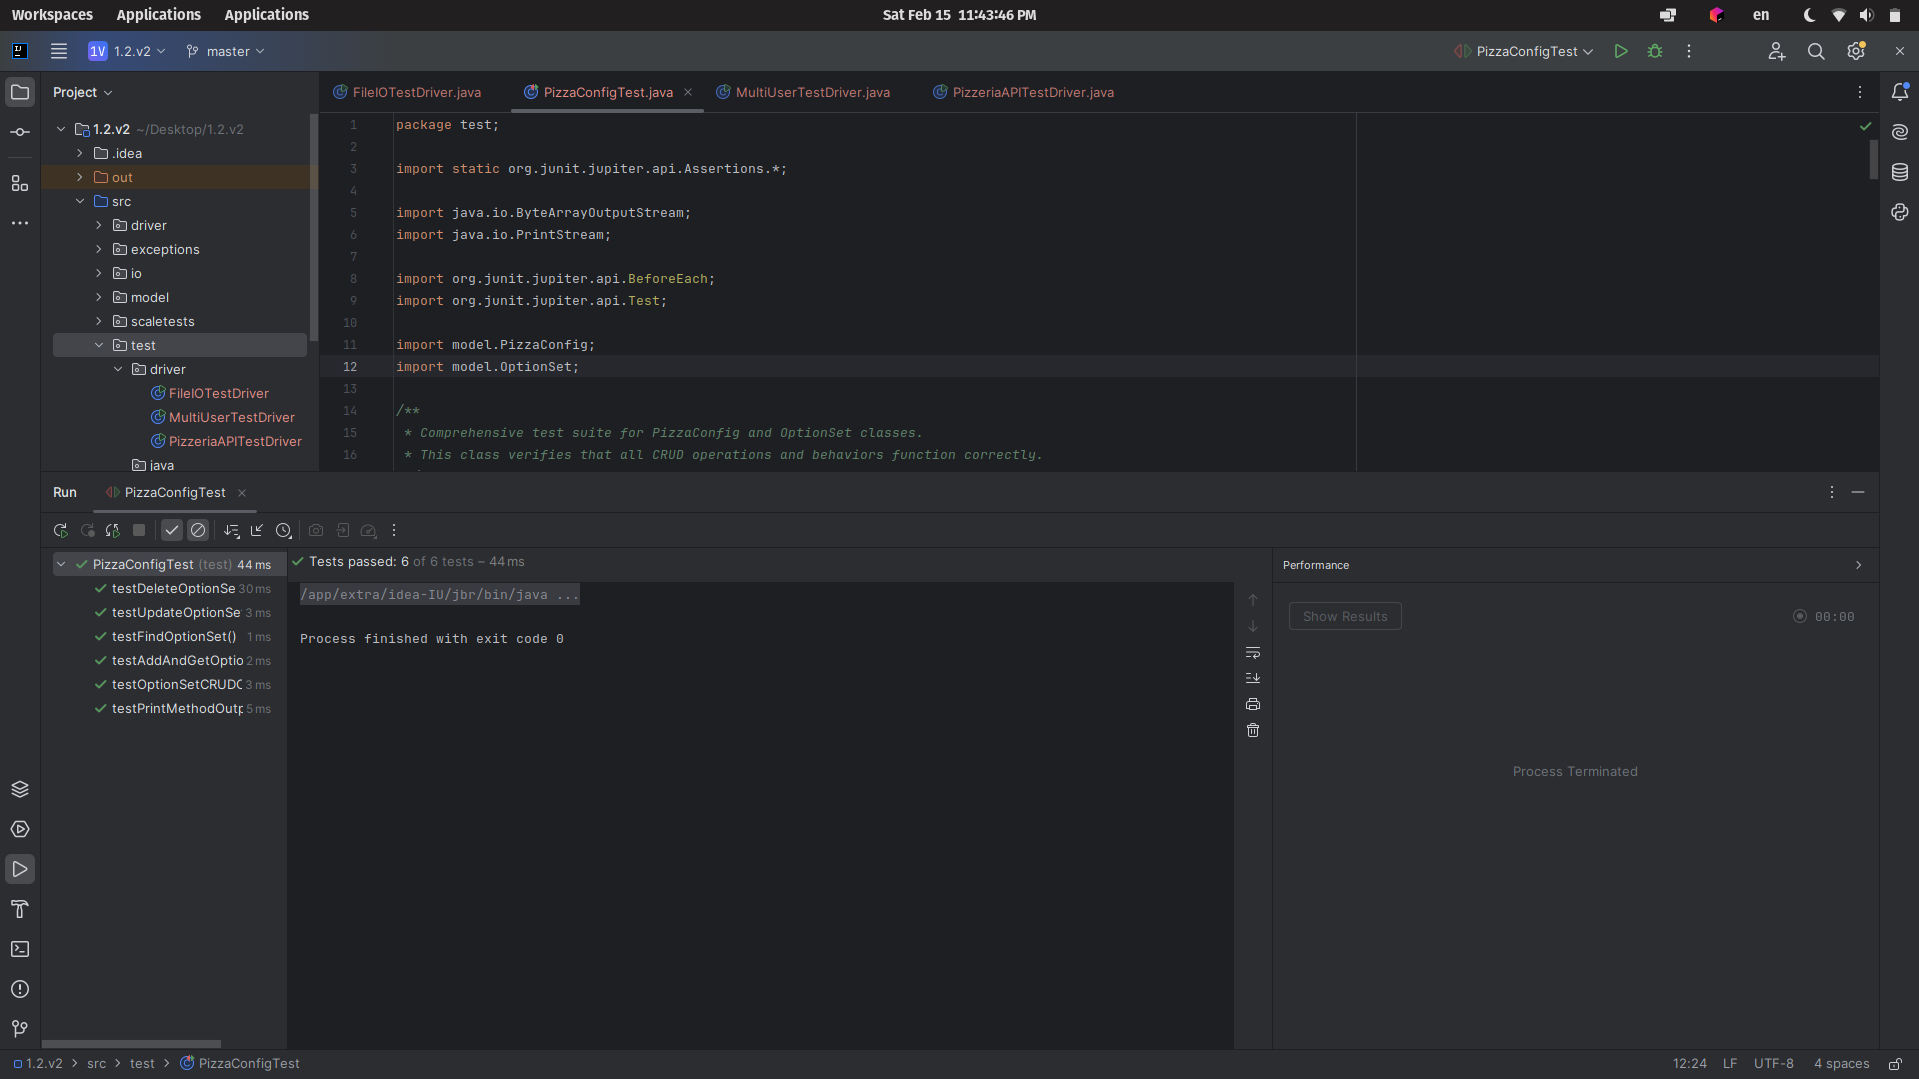 Workspaces Applications Applications
Sat Feb 15 11:43:46 PM
en
1V 1.2.v2 master
PizzaConfigTest
Project
1.2.v2 ~/Desktop/1.2.v2
.idea
out
src
driver
exceptions
io
model
scaletests
test
driver
FileIOTestDriver
MultiUserTestDriver
PizzeriaAPITestDriver
java
FileIOTestDriver.java PizzaConfigTest.java MultiUserTestDriver.java PizzeriaAPITestDriver.java
1 package test;
2
3 import static org.junit.jupiter.api.Assertions.*;
4
5 import java.io.ByteArrayOutputStream;
6 import java.io.PrintStream;
7
8 import org.junit.jupiter.api.BeforeEach;
9 import org.junit.jupiter.api.Test;
10
11 import model.PizzaConfig;
12 import model.OptionSet;
13
14 /**
15 * Comprehensive test suite for PizzaConfig and OptionSet classes.
16 * This class verifies that all CRUD operations and behaviors function correctly.
Run PizzaConfigTest
PizzaConfigTest (test) 44 ms
testDeleteOptionSe 30 ms
testUpdateOptionSe 3 ms
testFindOptionSet() 1 ms
testAddAndGetOptio 2 ms
testOptionSetCRUDO 3 ms
testPrintMethodOutp 5 ms
Tests passed: 6 of 6 tests – 44 ms
/app/extra/idea-IU/jbr/bin/java ...
Process finished with exit code 0
Performance
Show Results
00:00
Process Terminated
1.2.v2 > src > test > PizzaConfigTest
12:24 LF UTF-8 4 spaces